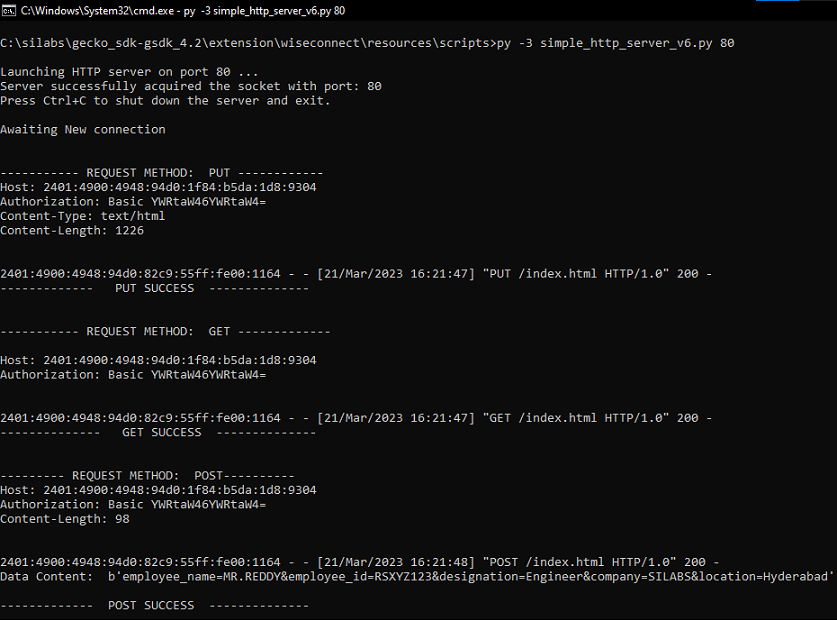 C:\Windows\System32\cmd.exe - py -3 simple_http_server_v6.py 80
C:\silabs\gecko_sdk-gsdk_4.2\extension\wiseconnect\resources\scripts>py -3 simple_http_server_v6.py 80
Launching HTTP server on port 80 ...
Server successfully acquired the socket with port: 80
Press Ctrl+C to shut down the server and exit.
Awaiting New connection
----------- REQUEST METHOD:  PUT ------------
Host: 2401:4900:4948:94d0:1f84:b5da:1d8:9304
Authorization: Basic YWRtaW46YWRtaW4=
Content-Type: text/html
Content-Length: 1226
2401:4900:4948:94d0:82c9:55ff:fe00:1164 - - [21/Mar/2023 16:21:47] "PUT /index.html HTTP/1.0" 200 -
-------------   PUT SUCCESS  --------------
----------- REQUEST METHOD:  GET -------------
Host: 2401:4900:4948:94d0:1f84:b5da:1d8:9304
Authorization: Basic YWRtaW46YWRtaW4=
2401:4900:4948:94d0:82c9:55ff:fe00:1164 - - [21/Mar/2023 16:21:47] "GET /index.html HTTP/1.0" 200 -
--------------   GET SUCCESS  --------------
--------- REQUEST METHOD:  POST----------
Host: 2401:4900:4948:94d0:1f84:b5da:1d8:9304
Authorization: Basic YWRtaW46YWRtaW4=
Content-Length: 98
2401:4900:4948:94d0:82c9:55ff:fe00:1164 - - [21/Mar/2023 16:21:48] "POST /index.html HTTP/1.0" 200 -
Data Content:  b'employee_name=MR.REDDY&employee_id=RSXYZ123&designation=Engineer&company=SILABS&location=Hyderabad'
-------------  POST SUCCESS  --------------